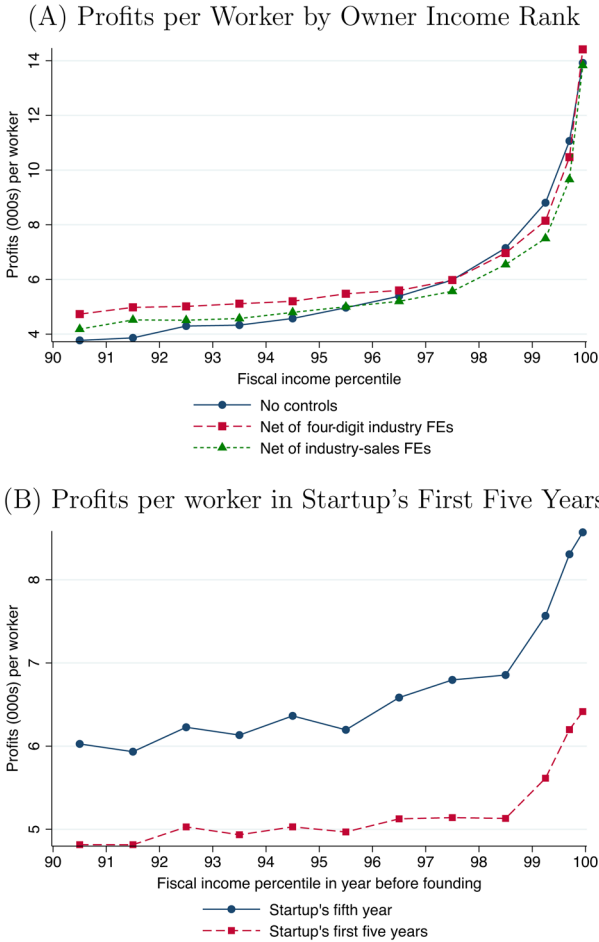 (A) Profits per Worker by Owner Income Rank
Profits (000s) per worker
14
12
10
8
6
4
90 91 92 93 94 95 96 97 98 99 100
Fiscal income percentile
No controls
Net of four-digit industry FEs
Net of industry-sales FEs
(B) Profits per worker in Startup's First Five Years
Profits (000s) per worker
8
7
6
5
90 91 92 93 94 95 96 97 98 99 100
Fiscal income percentile in year before founding
Startup's fifth year
Startup's first five years